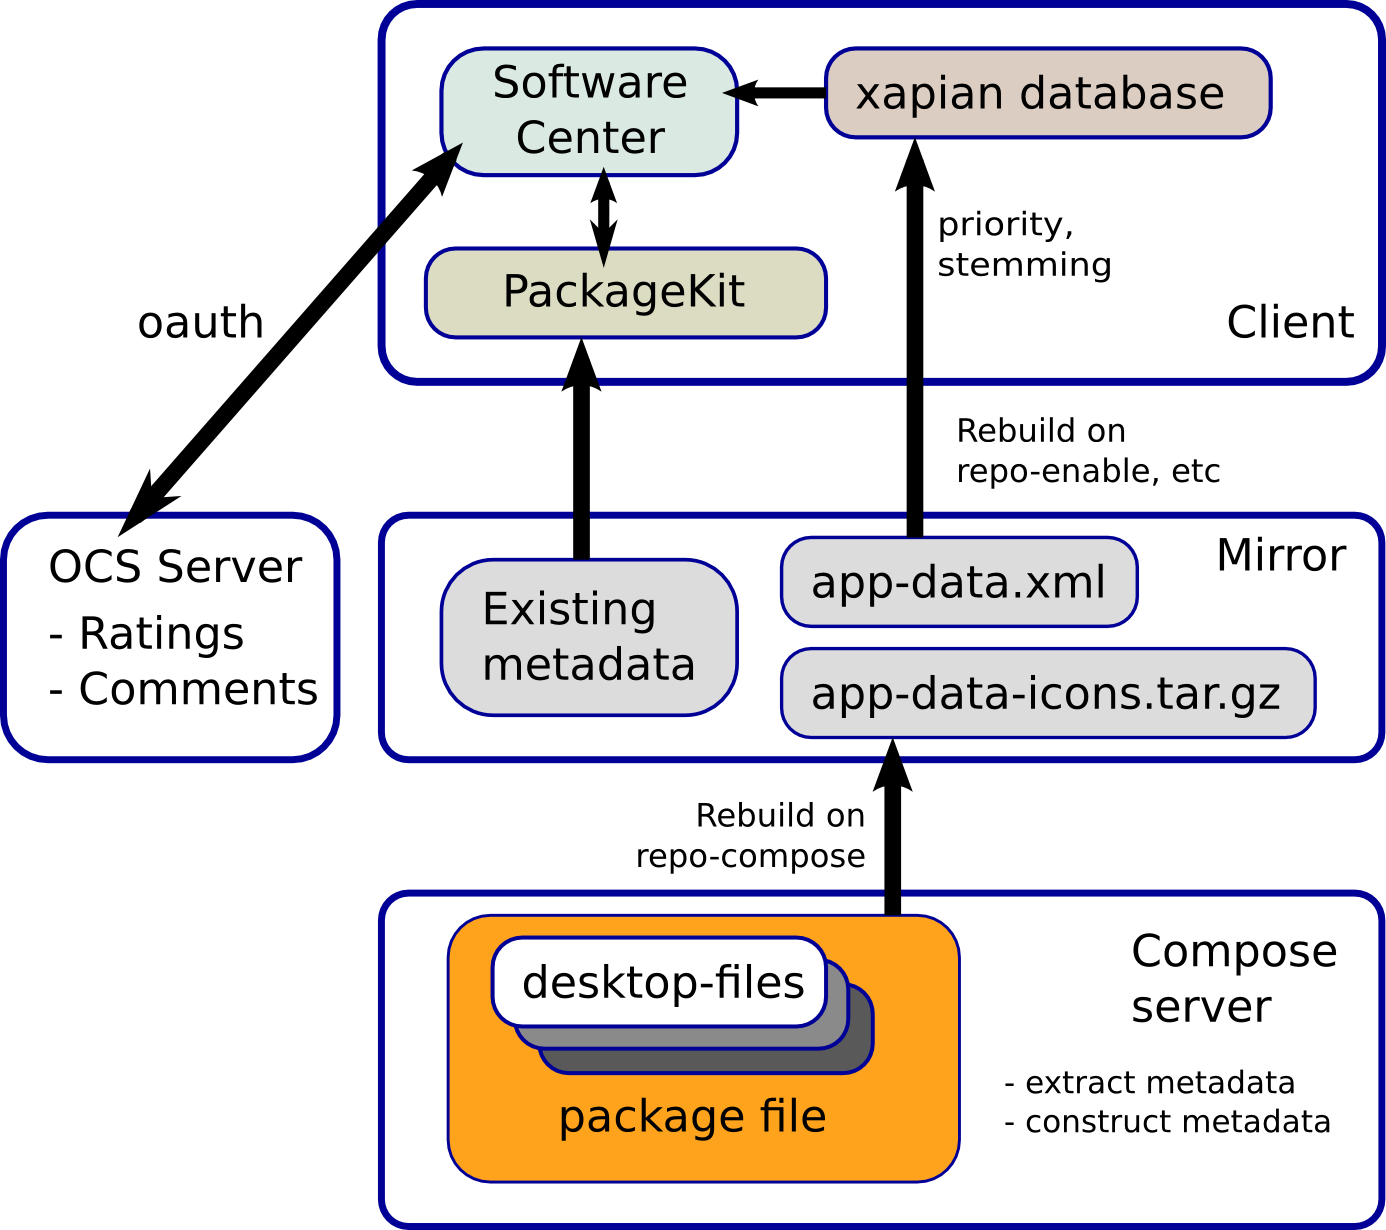 Software
Center
xapian database
priority,
stemming
PackageKit
oauth
Client
Rebuild on
repo-enable, etc
OCS Server
- Ratings
- Comments
Mirror
Existing
metadata
app-data.xml
app-data-icons.tar.gz
Rebuild on
repo-compose
desktop-files
package file
Compose
server
- extract metadata
- construct metadata